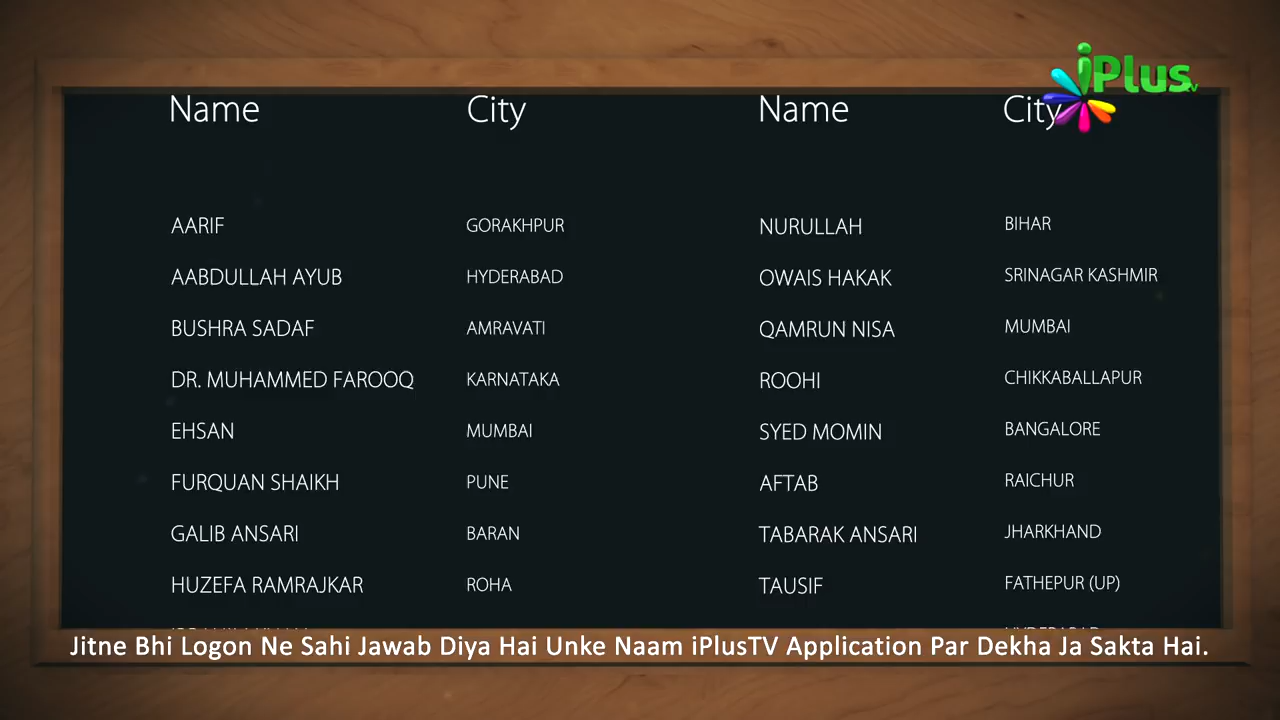 iPlus TV
Name City Name City
AARIF GORAKHPUR NURULLAH BIHAR
AABDULLAH AYUB HYDERABAD OWAIS HAKAK SRINAGAR KASHMIR
BUSHRA SADAF AMRAVATI QAMRUN NISA MUMBAI
DR. MUHAMMED FAROOQ KARNATAKA ROOHI CHIKKABALLAPUR
EHSAN MUMBAI SYED MOMIN BANGALORE
FURQUAN SHAIKH PUNE AFTAB RAICHUR
GALIB ANSARI BARAN TABARAK ANSARI JHARKHAND
HUZEFA RAMRAJKAR ROHA TAUSIF FATHEPUR (UP)
Jitne Bhi Logon Ne Sahi Jawab Diya Hai Unke Naam iPlusTV Application Par Dekha Ja Sakta Hai.